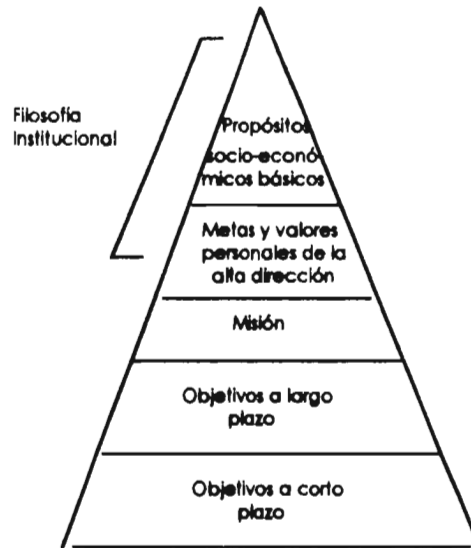 Filosofía
Institucional
Propósitos
socio-econó-
micos básicos
Metas y valores
personales de la
alta dirección
Misión
Objetivos a largo
plazo
Objetivos a corto
plazo